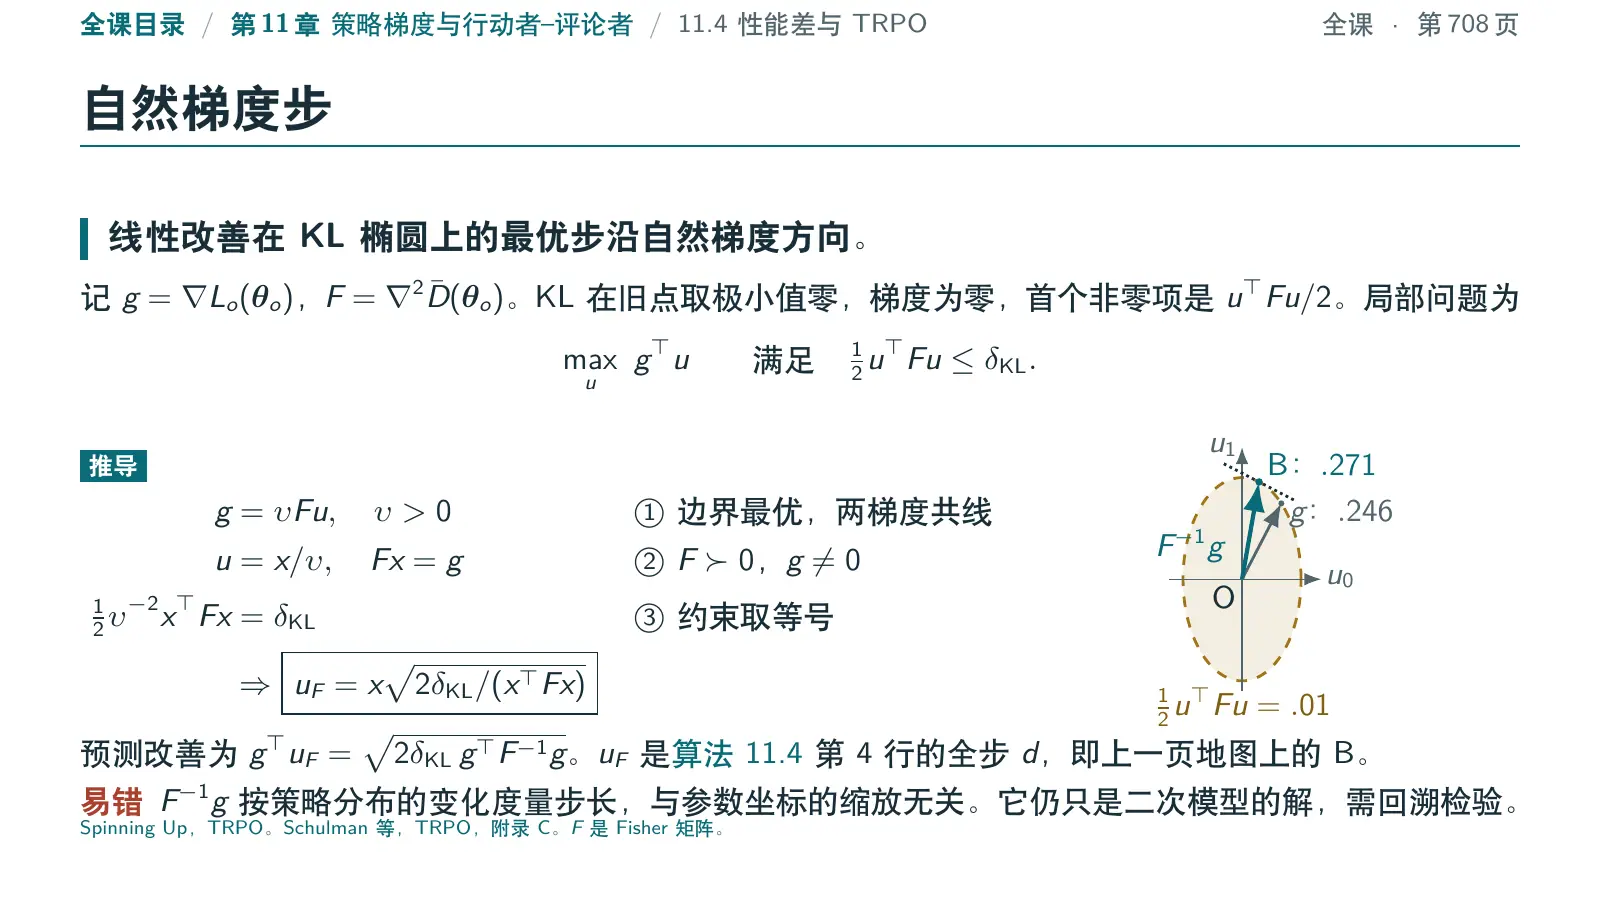 全课目录 / 第 11 章 策略梯度与行动者–评论者 / 11.4 性能差与 TRPO
全课 · 第 708 页
自然梯度步
线性改善在 KL 椭圆上的最优步沿自然梯度方向。
记 g = ∇L_o(θ_o)，F = ∇²D̄(θ_o)。KL 在旧点取极小值零，梯度为零，首个非零项是 u^⊤Fu/2。局部问题为
max_u g^⊤u 满足 ½u^⊤Fu ≤ δ_KL.
推导
g = υFu, υ > 0 ① 边界最优，两梯度共线
u = x/υ, Fx = g ② F ≻ 0，g ≠ 0
½υ^{−2}x^⊤Fx = δ_KL ③ 约束取等号
⇒ u_F = x√(2δ_KL/(x^⊤Fx))
u₁
B： .271
g： .246
F^{−1}g
u₀
O
½u^⊤Fu = .01
预测改善为 g^⊤u_F = √(2δ_KL g^⊤F^{−1}g)。u_F 是算法 11.4 第 4 行的全步 d，即上一页地图上的 B。
易错 F^{−1}g 按策略分布的变化度量步长，与参数坐标的缩放无关。它仍只是二次模型的解，需回溯检验。
Spinning Up，TRPO。Schulman 等，TRPO，附录 C。F 是 Fisher 矩阵。